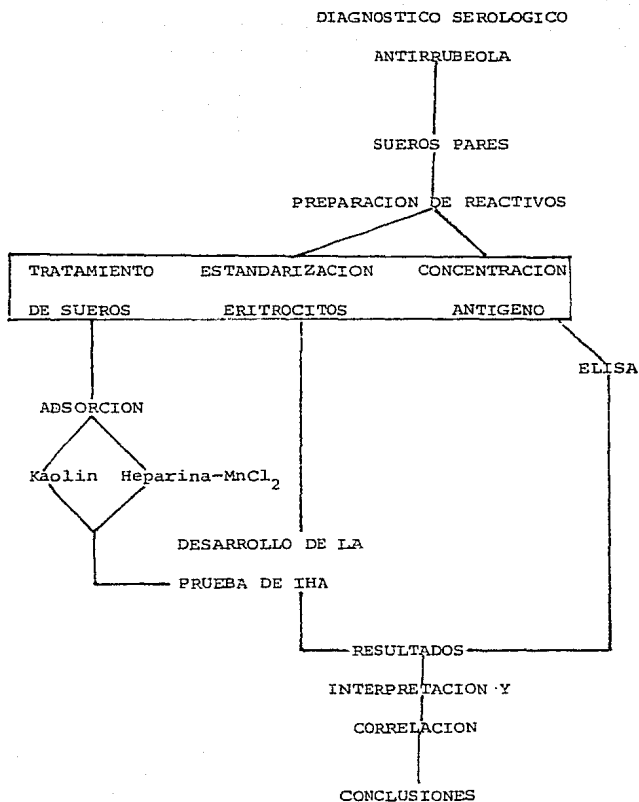 DIAGNOSTICO SEROLOGICO
ANTIRRUBEOLA
SUEROS PARES
PREPARACION DE REACTIVOS
TRATAMIENTO ESTANDARIZACION CONCENTRACION
DE SUEROS ERITROCITOS ANTIGENO
ELISA
ADSORCION
Kaolin Heparina-MnCl2
DESARROLLO DE LA
PRUEBA DE IHA
RESULTADOS
INTERPRETACION Y
CORRELACION
CONCLUSIONES